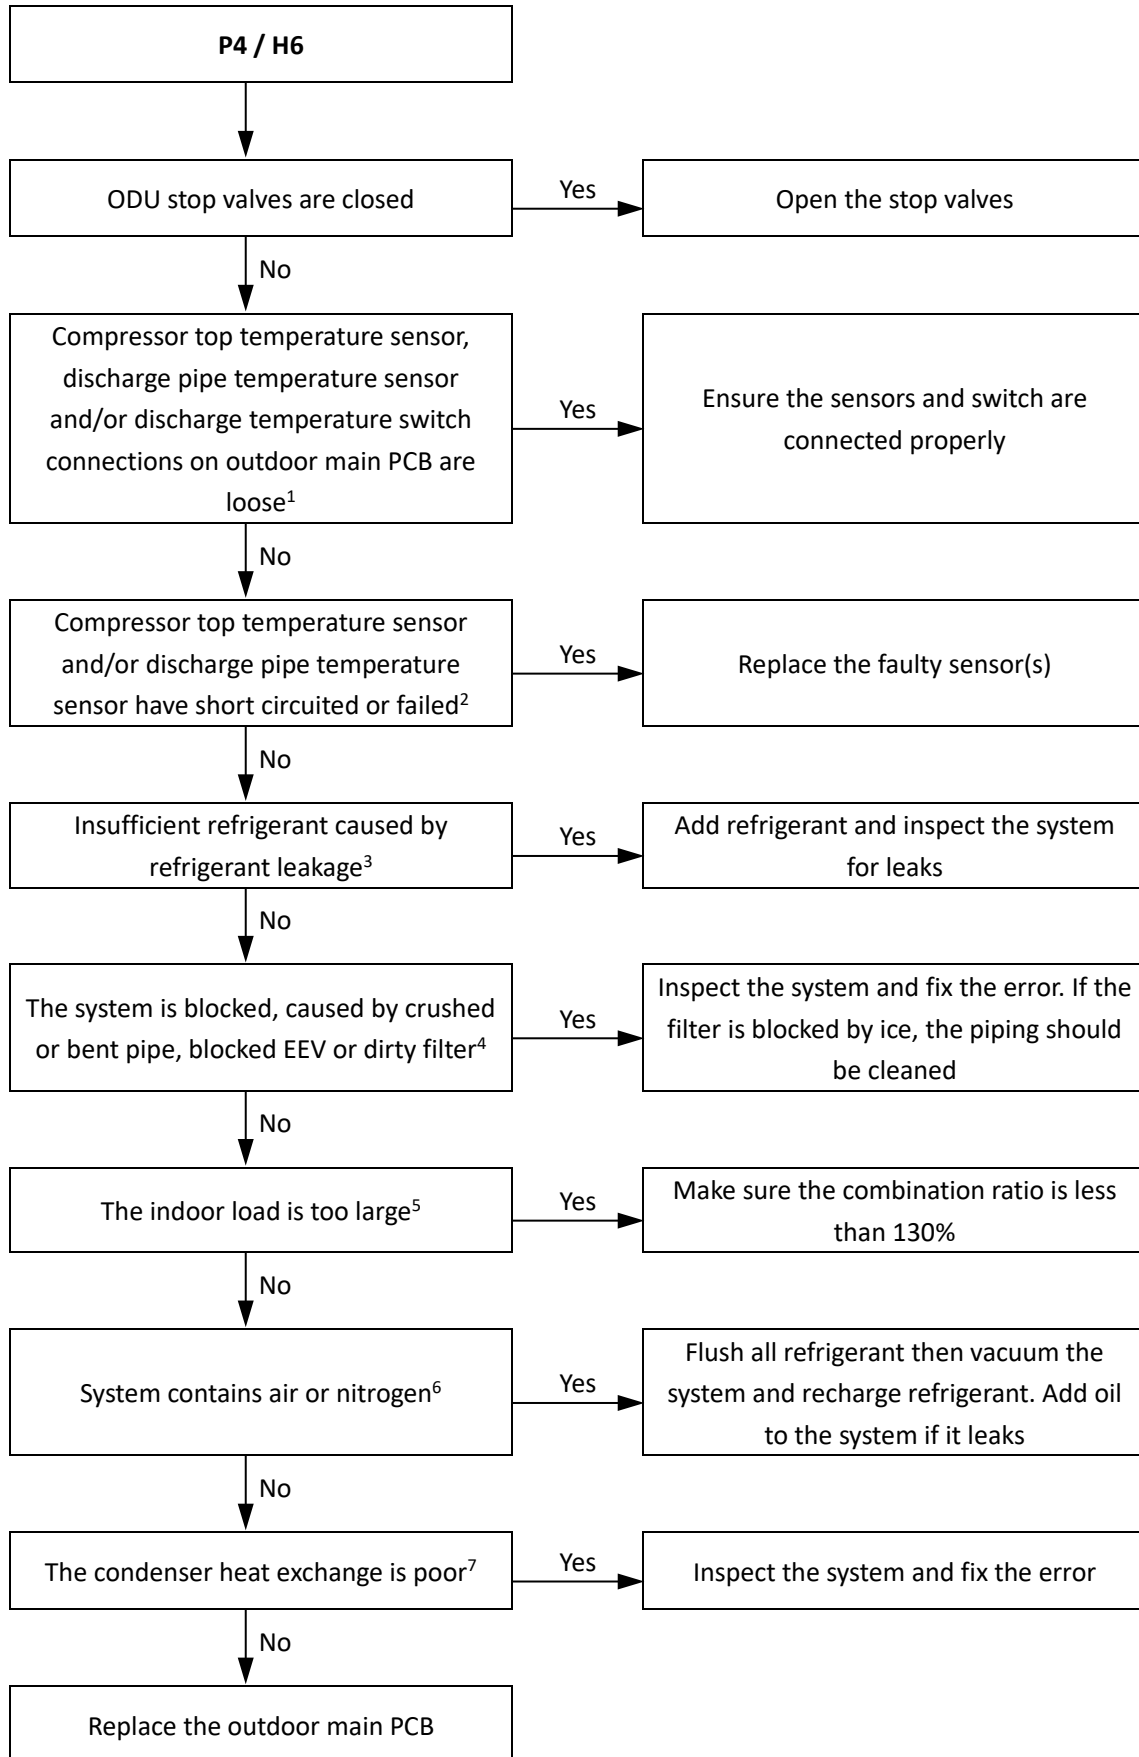 P4 / H6
ODU stop valves are closed
Yes
Open the stop valves
No
Compressor top temperature sensor,
discharge pipe temperature sensor
and/or discharge temperature switch
connections on outdoor main PCB are
loose1
Yes
Ensure the sensors and switch are
connected properly
No
Compressor top temperature sensor
and/or discharge pipe temperature
sensor have short circuited or failed2
Yes
Replace the faulty sensor(s)
No
Insufficient refrigerant caused by
refrigerant leakage3
Yes
Add refrigerant and inspect the system
for leaks
No
The system is blocked, caused by crushed
or bent pipe, blocked EEV or dirty filter4
Yes
Inspect the system and fix the error. If the
filter is blocked by ice, the piping should
be cleaned
No
The indoor load is too large5
Yes
Make sure the combination ratio is less
than 130%
No
System contains air or nitrogen6
Yes
Flush all refrigerant then vacuum the
system and recharge refrigerant. Add oil
to the system if it leaks
No
The condenser heat exchange is poor7
Yes
Inspect the system and fix the error
No
Replace the outdoor main PCB